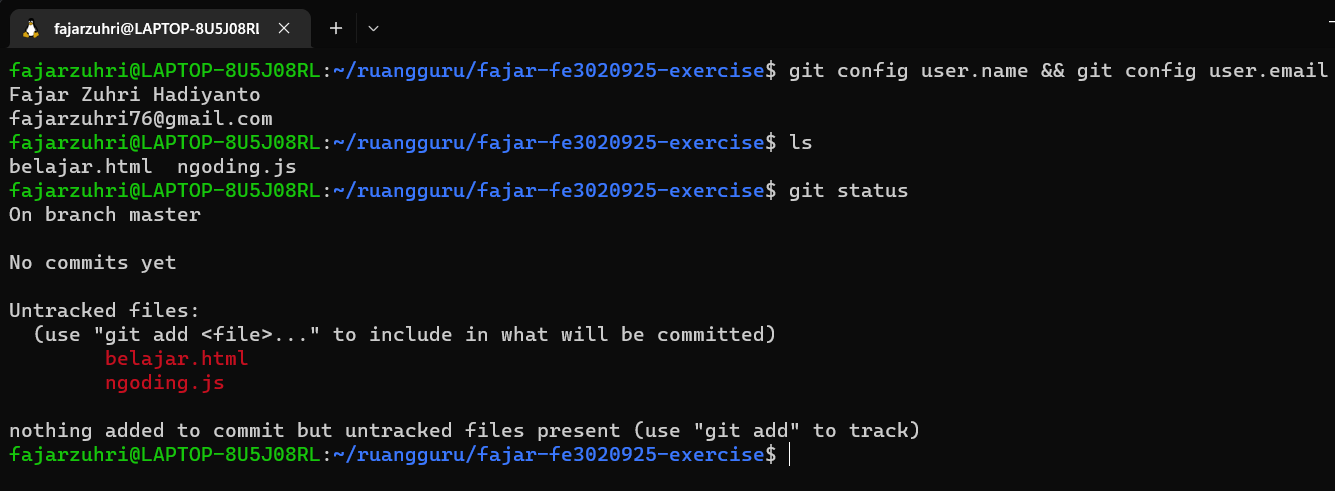 fajarzuhri@LAPTOP-8U5J08RL
fajarzuhri@LAPTOP-8U5J08RL:~/ruangguru/fajar-fe3020925-exercise$ git config user.name && git config user.email
Fajar Zuhri Hadiyanto
fajarzuhri76@gmail.com
fajarzuhri@LAPTOP-8U5J08RL:~/ruangguru/fajar-fe3020925-exercise$ ls
belajar.html  ngoding.js
fajarzuhri@LAPTOP-8U5J08RL:~/ruangguru/fajar-fe3020925-exercise$ git status
On branch master

No commits yet

Untracked files:
  (use "git add <file>..." to include in what will be committed)
        belajar.html
        ngoding.js

nothing added to commit but untracked files present (use "git add" to track)
fajarzuhri@LAPTOP-8U5J08RL:~/ruangguru/fajar-fe3020925-exercise$